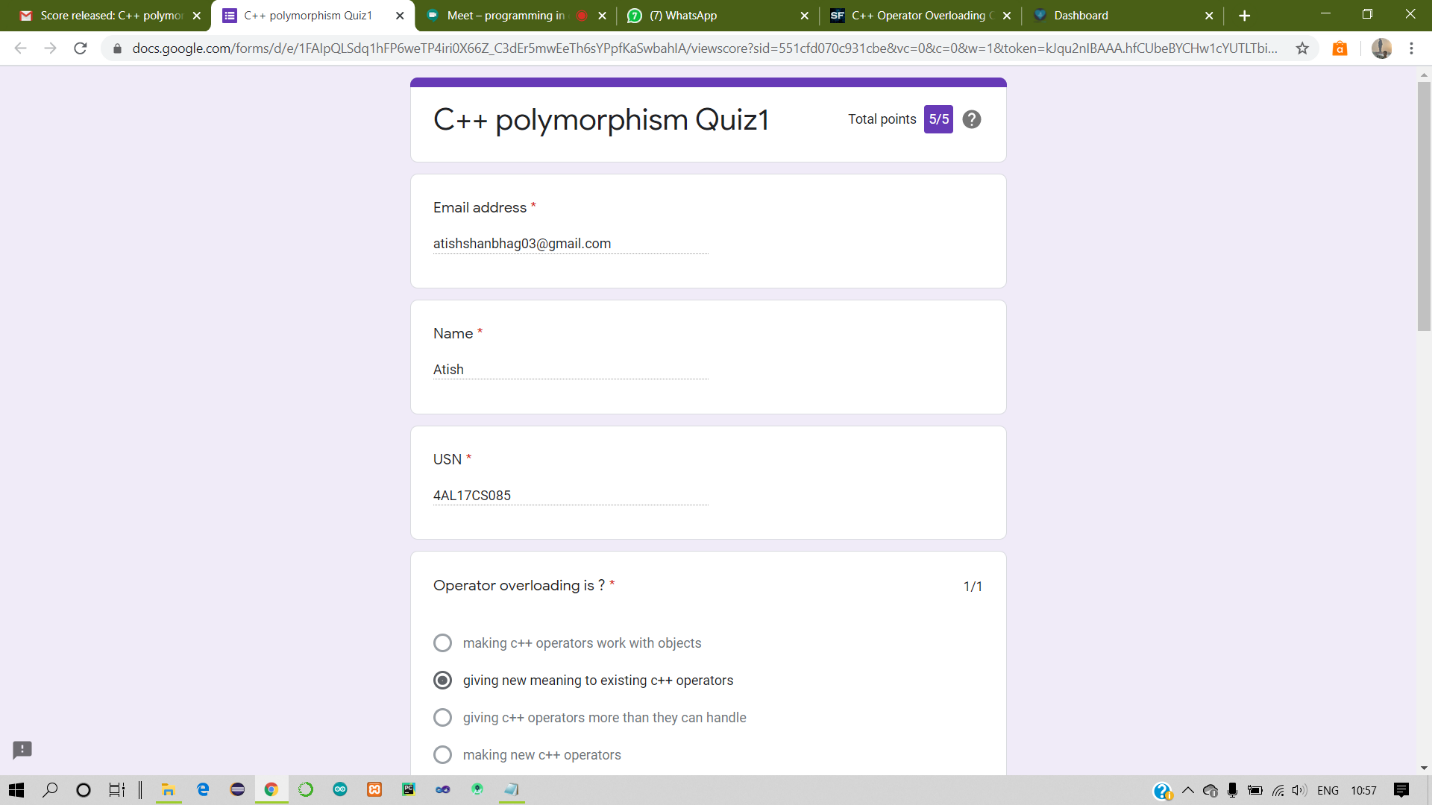 Score released: C++ polymo
C++ polymorphism Quiz1
Meet – programming in
(7) WhatsApp
C++ Operator Overloading
Dashboard
docs.google.com/forms/d/e/1FAIpQLSdq1hFP6weTP4iri0X66Z_C3dEr5mwEeTh6sYPpfKaSwbahIA/viewscore?sid=551cfd070c931cbe&vc=0&c=0&w=1&token=kJqu2nIBAAA.hfCUbeBYCHw1cYUTLTbi...
C++ polymorphism Quiz1
Total points 5/5
Email address *
atishshanbhag03@gmail.com
Name *
Atish
USN *
4AL17CS085
Operator overloading is ? *
1/1
making c++ operators work with objects
giving new meaning to existing c++ operators
giving c++ operators more than they can handle
making new c++ operators
ENG
10:57